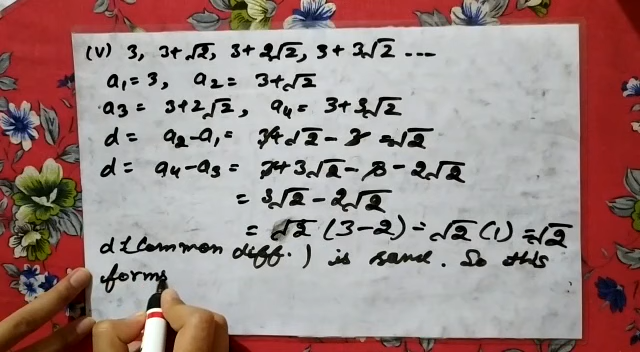 (V) 3, 3+√2, 3+2√2, 3+3√2 ---
a₁=3, a₂= 3+√2
a3= 3+2√2, a₄= 3+3√2
d= a₂-a₁= 3+√2-3 =√2
d= a₄-a₃= 3+3√2-3-2√2
= 3√2-2√2
= √2 (3-2) = √2 (1) =√2
d (Common diff.) is same. So this
forms